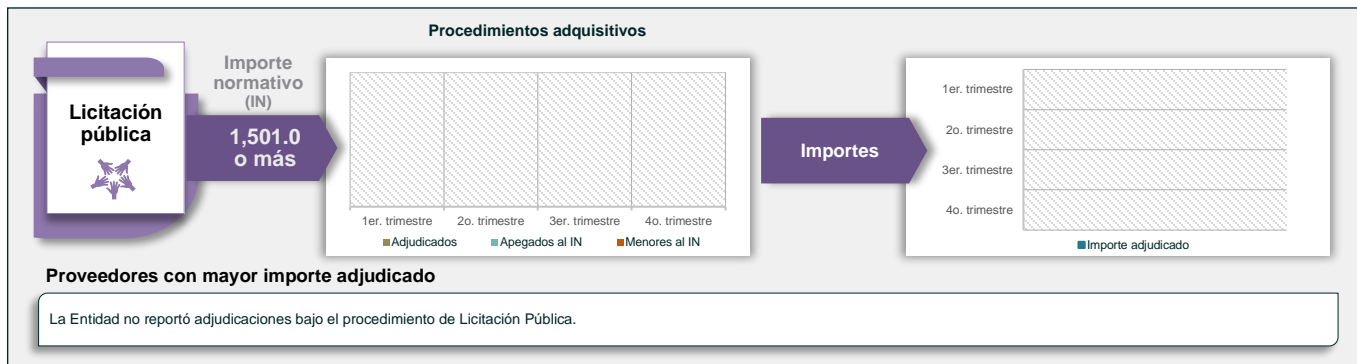 Procedimientos adquisitivos
Licitación
pública
Importe
normativo
(IN)
1,501.0
o más
1er. trimestre
2o. trimestre
3er. trimestre
4o. trimestre
Adjudicados
Apegados al IN
Menores al IN
Importes
1er. trimestre
2o. trimestre
3er. trimestre
4o. trimestre
Importe adjudicado
Proveedores con mayor importe adjudicado
La Entidad no reportó adjudicaciones bajo el procedimiento de Licitación Pública.